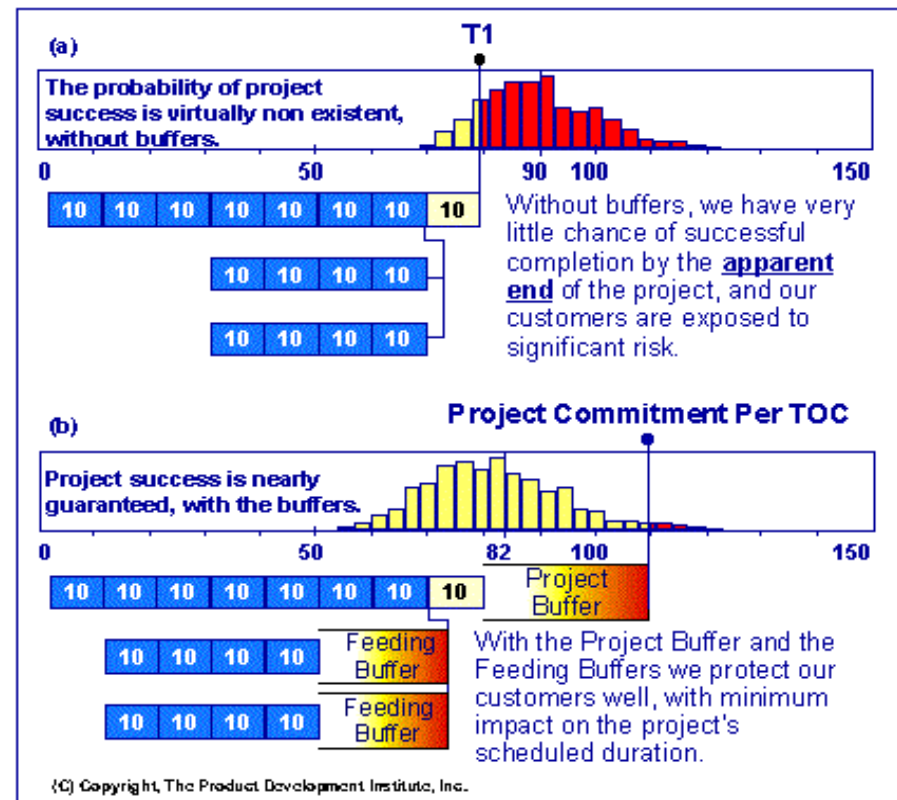 (a)
T1
The probability of project
success is virtually non existent,
without buffers.
0 50 90 100 150
10 10 10 10 10 10 10 10
Without buffers, we have very
little chance of successful
completion by the apparent
end of the project, and our
customers are exposed to
significant risk.
10 10 10 10
10 10 10 10
(b)
Project Commitment Per TOC
Project success is nearly
guaranteed, with the buffers.
0 50 82 100 150
10 10 10 10 10 10 10 10
Project
Buffer
10 10 10 10
Feeding
Buffer
10 10 10 10
Feeding
Buffer
With the Project Buffer and the
Feeding Buffers we protect our
customers well, with minimum
impact on the project's
scheduled duration.
(C) Copyright, The Product Development Institute, Inc.